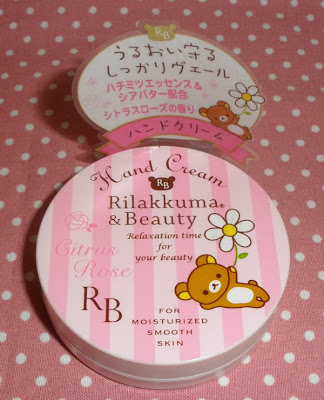 RB
うるおい守る
しっかりヴェール
ハチミツエッセンス&
シアバター配合
シトラスローズの香り
ハンドクリーム
Hand Cream
RB
Rilakkuma®
& Beauty
Relaxation time
for
your beauty
Citrus
Rose
RB
FOR
MOISTURIZED
SMOOTH
SKIN